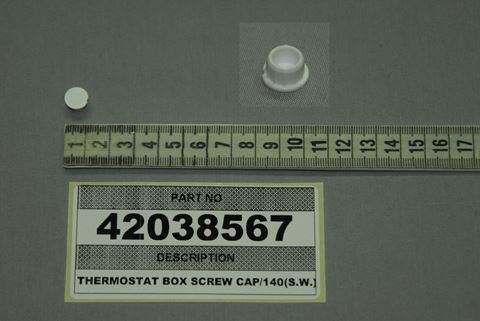 1 2 3 4 5 6 7 8 9 10 11 12 13 14 15 16 17
PART NO
42038567
DESCRIPTION
THERMOSTAT BOX SCREW CAP/140(S.W.)